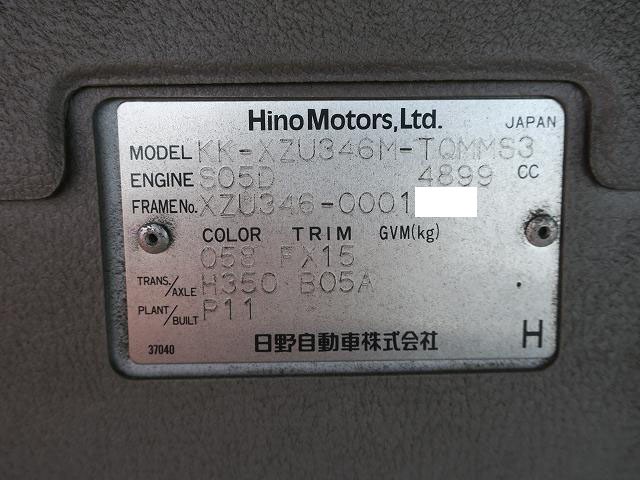 Hino Motors, Ltd. JAPAN
MODEL KK-XZU346M-TQMMS3
ENGINE S05D 4899 CC
FRAME No. XZU346-0001
COLOR TRIM GVM(kg)
058 FX15
TRANS./AXLE H350 B05A
PLANT/BUILT P11
37040 日野自動車株式会社 H